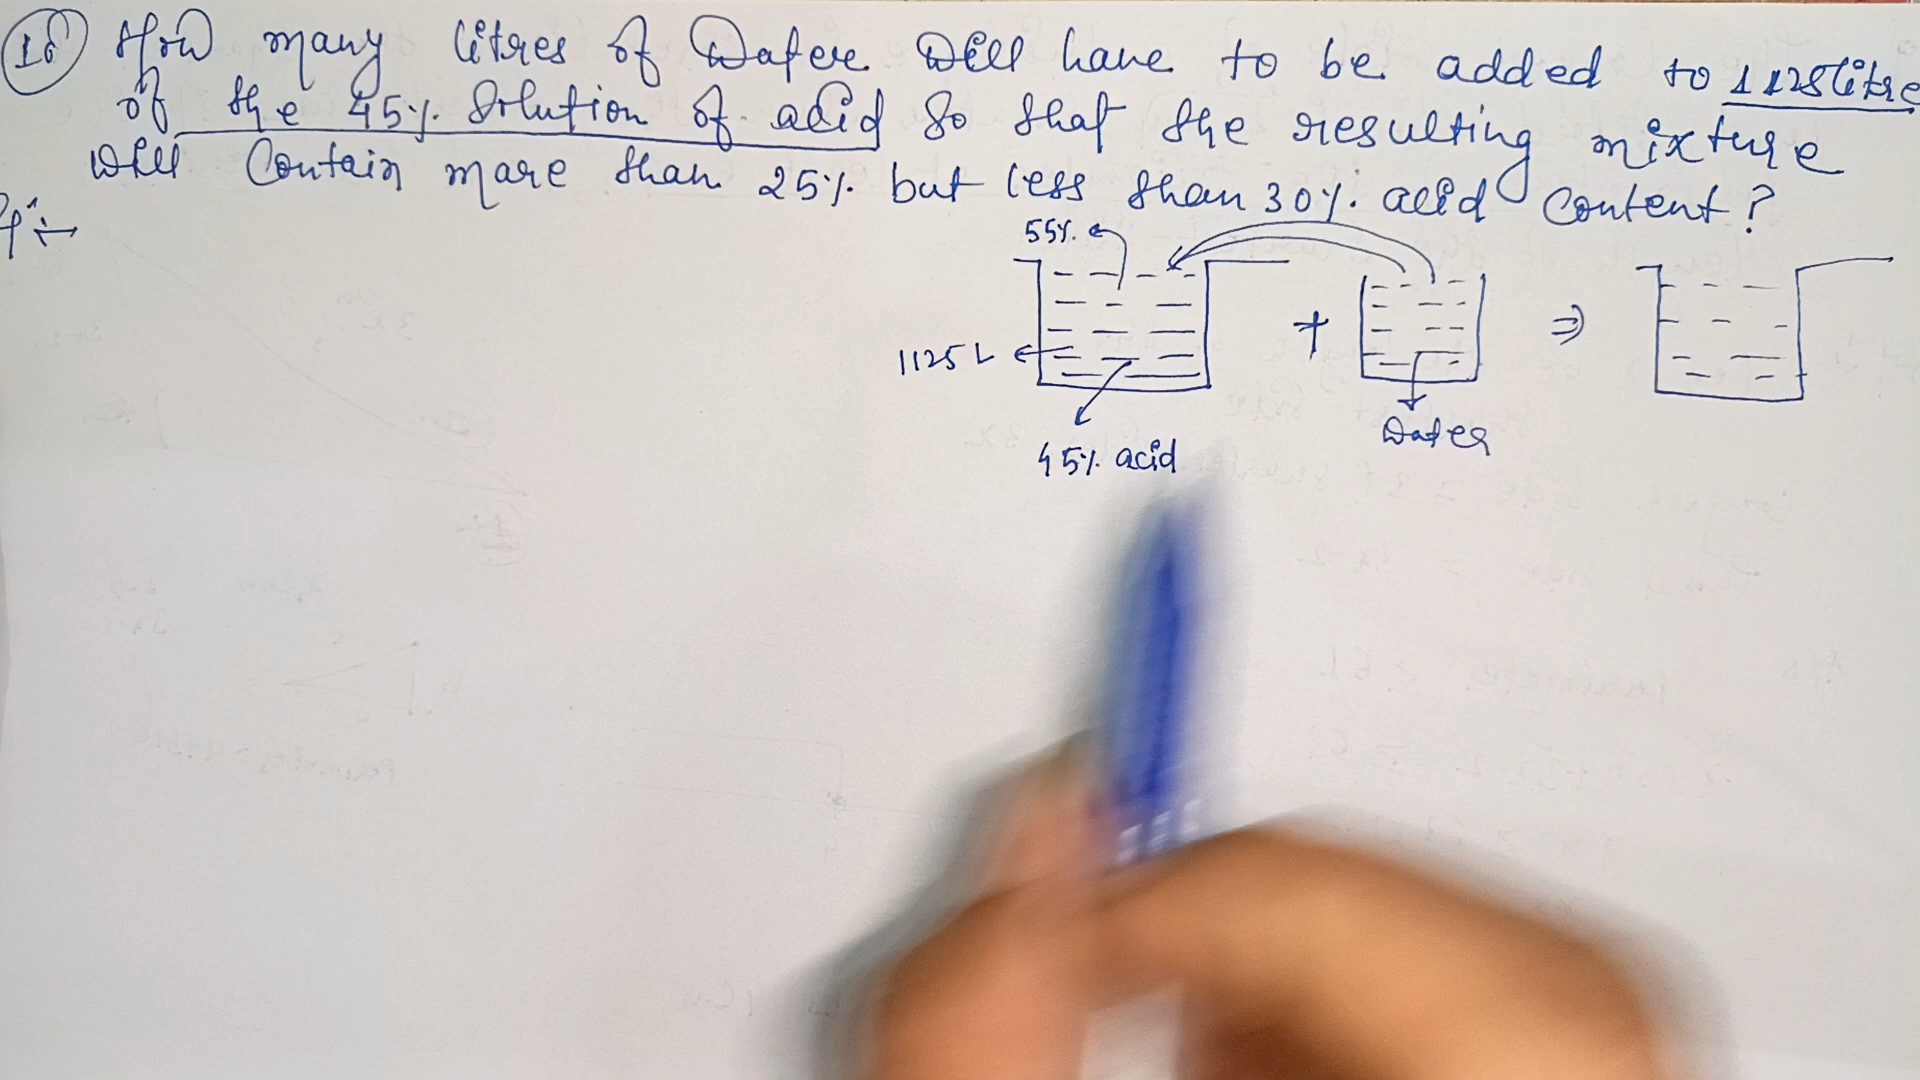 18 How many litres of Water Will have to be added to 1125 litre
of the 45% Solution of acid So that the resulting mixture
Will Contain more than 25% but less than 30% acid Content?
55%
1125 L
+
⇒
Water
45% acid